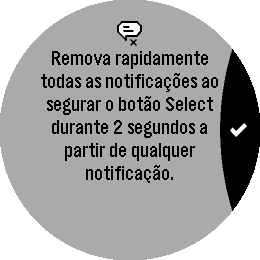 Remova rapidamente
todas as notificações ao
segurar o botão Select
durante 2 segundos a
partir de qualquer
notificação.